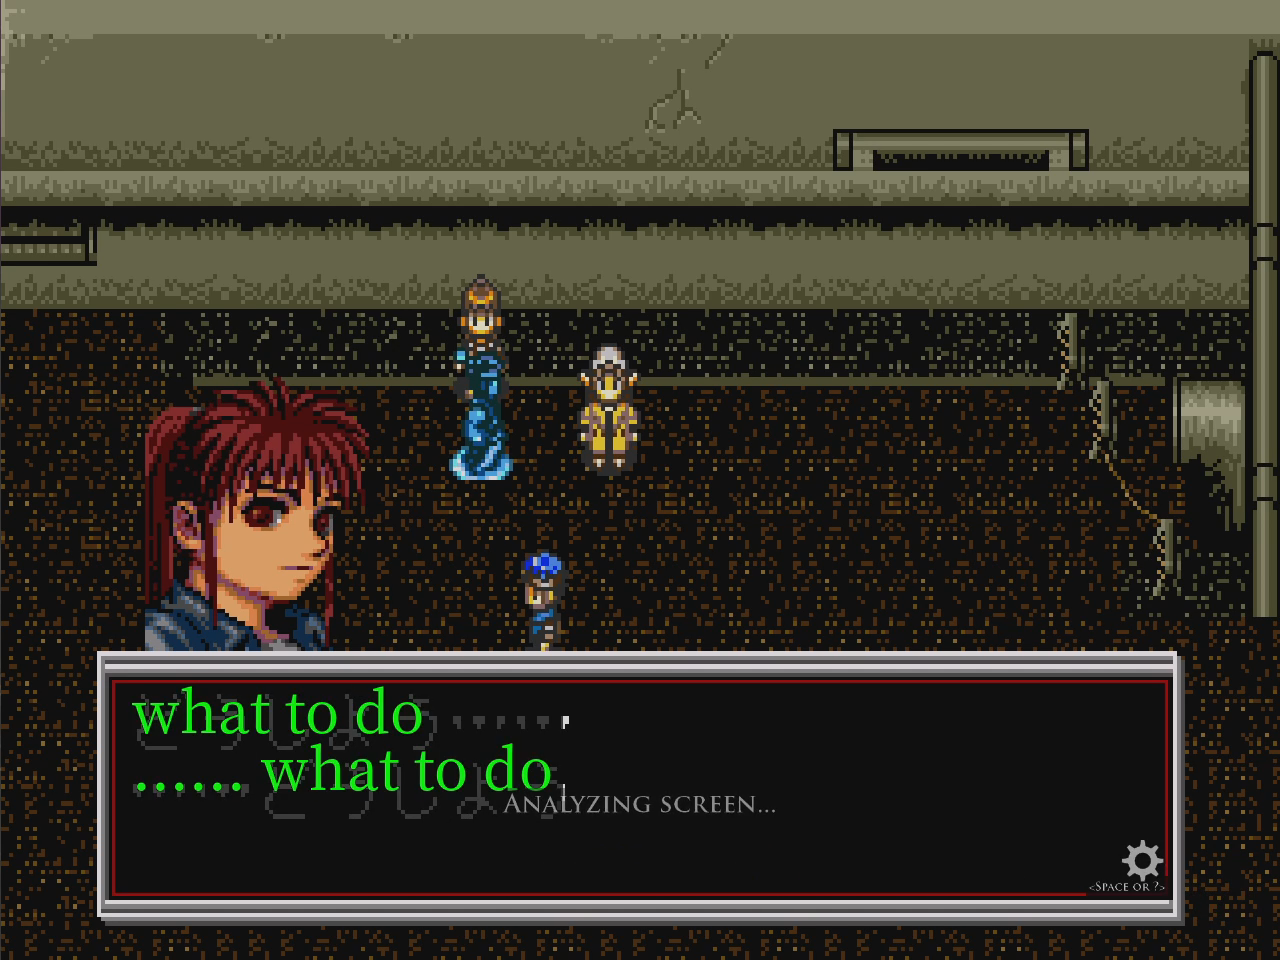 what to do
...... what to do
Analyzing screen...
<Space or ?>